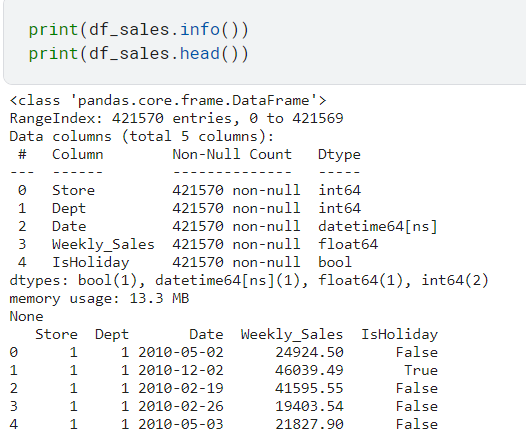 print(df_sales.info())
print(df_sales.head())
<class 'pandas.core.frame.DataFrame'>
RangeIndex: 421570 entries, 0 to 421569
Data columns (total 5 columns):
 #   Column        Non-Null Count   Dtype
---  ------        --------------   -----
 0   Store         421570 non-null  int64
 1   Dept          421570 non-null  int64
 2   Date          421570 non-null  datetime64[ns]
 3   Weekly_Sales  421570 non-null  float64
 4   IsHoliday     421570 non-null  bool
dtypes: bool(1), datetime64[ns](1), float64(1), int64(2)
memory usage: 13.3 MB
None
   Store  Dept       Date  Weekly_Sales  IsHoliday
0      1     1 2010-05-02      24924.50      False
1      1     1 2010-12-02      46039.49       True
2      1     1 2010-02-19      41595.55      False
3      1     1 2010-02-26      19403.54      False
4      1     1 2010-05-03      21827.90      False